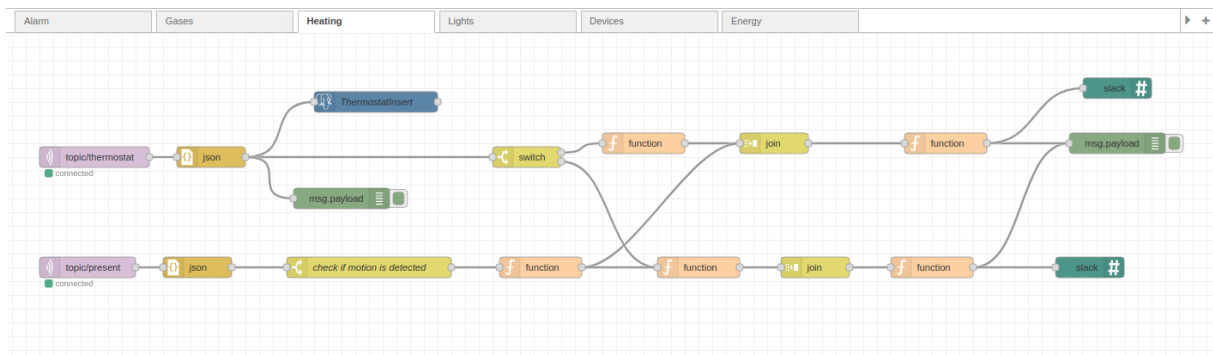 Alarm
Gases
Heating
Lights
Devices
Energy
slack
ThermostatInsert
function
join
function
msg.payload
topic/thermostat
json
switch
connected
msg.payload
topic/present
json
check if motion is detected
function
function
join
function
slack
connected